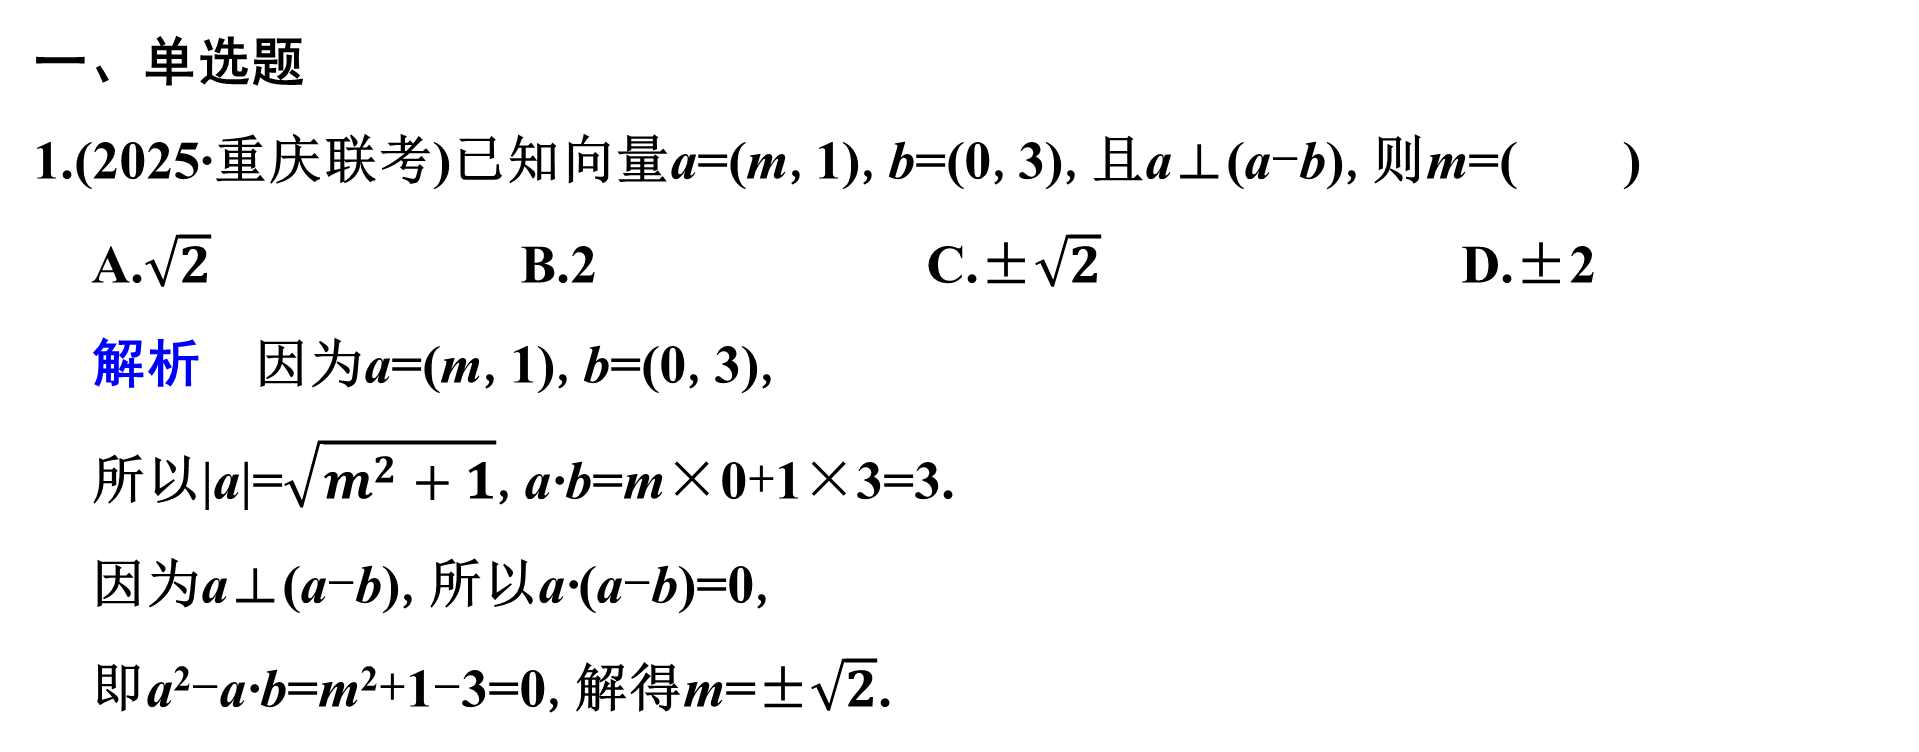 一、单选题
1.(2025·重庆联考)已知向量a=(m, 1), b=(0, 3), 且a⊥(a−b), 则m=(  )
A.√2 B.2 C.±√2 D.±2
解析 因为a=(m, 1), b=(0, 3),
所以|a|=√(m²+1), a·b=m×0+1×3=3.
因为a⊥(a−b), 所以a·(a−b)=0,
即a²−a·b=m²+1−3=0, 解得m=±√2.